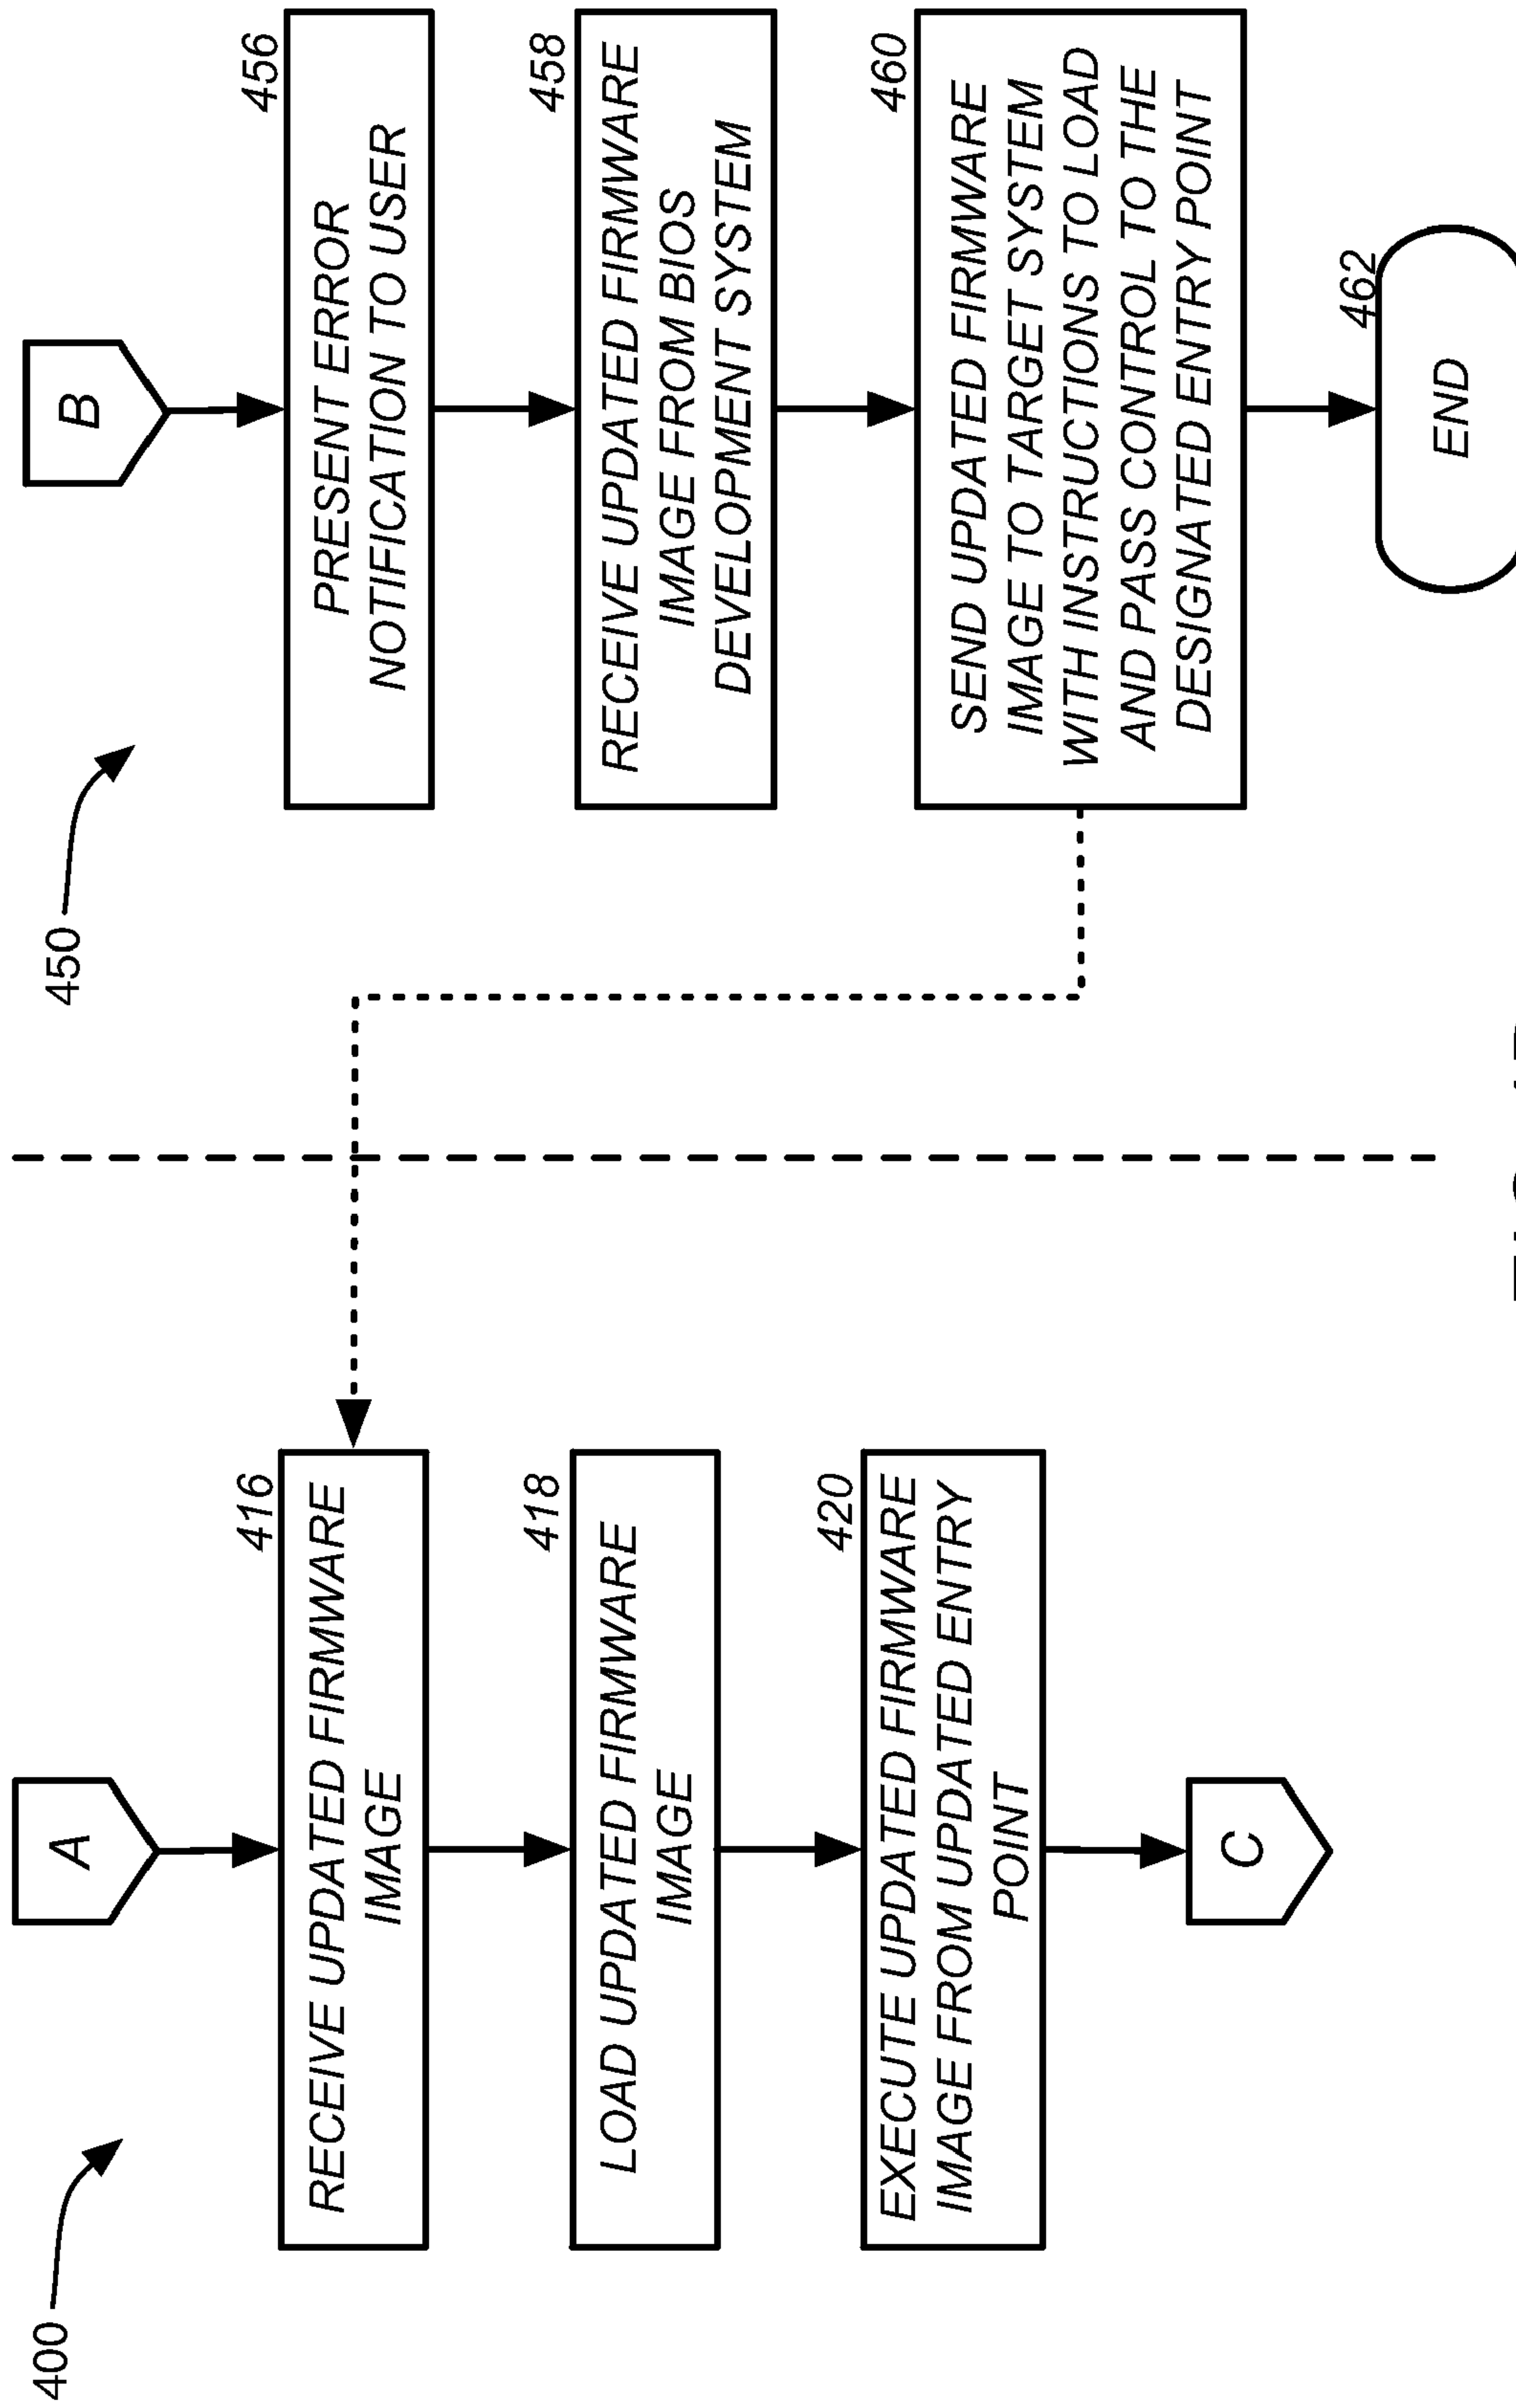 400
A
416
RECEIVE UPDATED FIRMWARE
IMAGE
418
LOAD UPDATED FIRMWARE
IMAGE
420
EXECUTE UPDATED FIRMWARE
IMAGE FROM UPDATED ENTRY
POINT
C
450
B
456
PRESENT ERROR
NOTIFICATION TO USER
458
RECEIVE UPDATED FIRMWARE
IMAGE FROM BIOS
DEVELOPMENT SYSTEM
460
SEND UPDATED FIRMWARE
IMAGE TO TARGET SYSTEM
WITH INSTRUCTIONS TO LOAD
AND PASS CONTROL TO THE
DESIGNATED ENTRY POINT
462
END